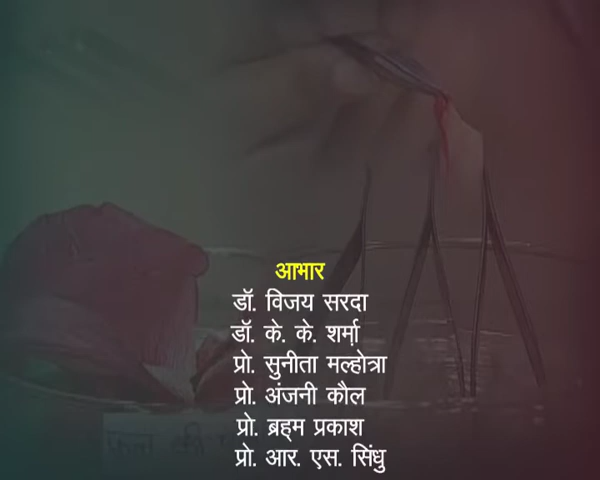 आभार
डॉ. विजय सरदा
डॉ. के. के. शर्मा
प्रो. सुनीता मल्होत्रा
प्रो. अंजनी कौल
प्रो. ब्रह्म प्रकाश
प्रो. आर. एस. सिंधु